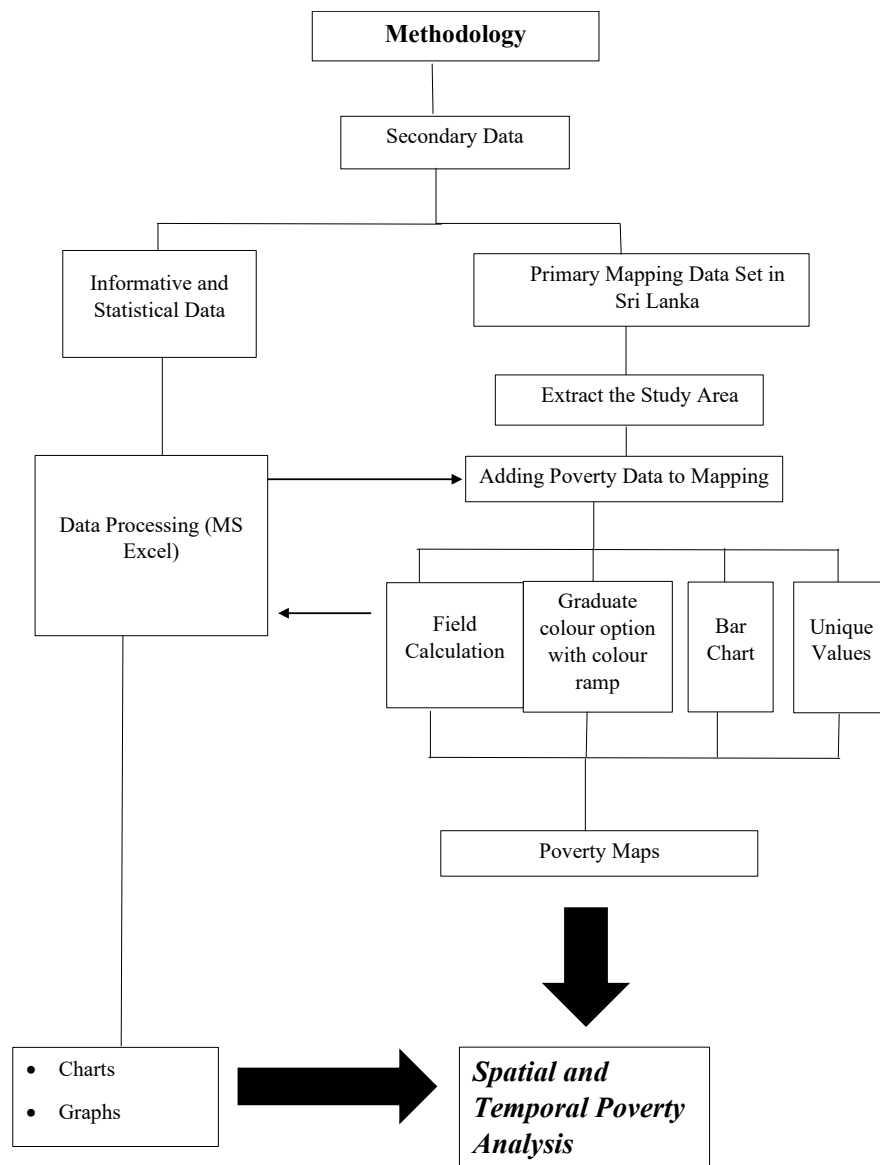 Methodology
Secondary Data
Informative and
Statistical Data
Primary Mapping Data Set in
Sri Lanka
Extract the Study Area
Adding Poverty Data to Mapping
Data Processing (MS
Excel)
Field
Calculation
Graduate
colour option
with colour
ramp
Bar
Chart
Unique
Values
Poverty Maps
• Charts
• Graphs
Spatial and
Temporal Poverty
Analysis